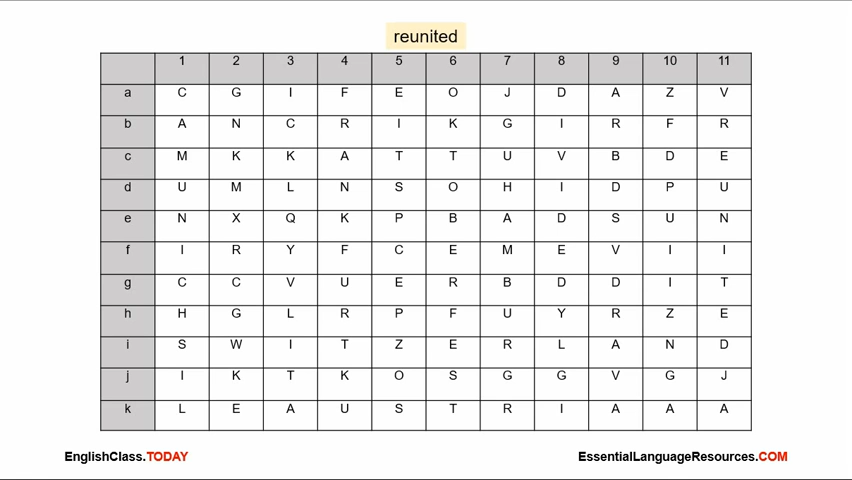 reunited
1 2 3 4 5 6 7 8 9 10 11
a C G I F E O J D A Z V
b A N C R I K G I R F R
c M K K A T T U V B D E
d U M L N S O H I D P U
e N X Q K P B A D S U N
f I R Y F C E M E V I I
g C C V U E R B D D I T
h H G L R P F U Y R Z E
i S W I T Z E R L A N D
j I K T K O S G G V G J
k L E A U S T R I A A A
EnglishClass.TODAY EssentialLanguageResources.COM